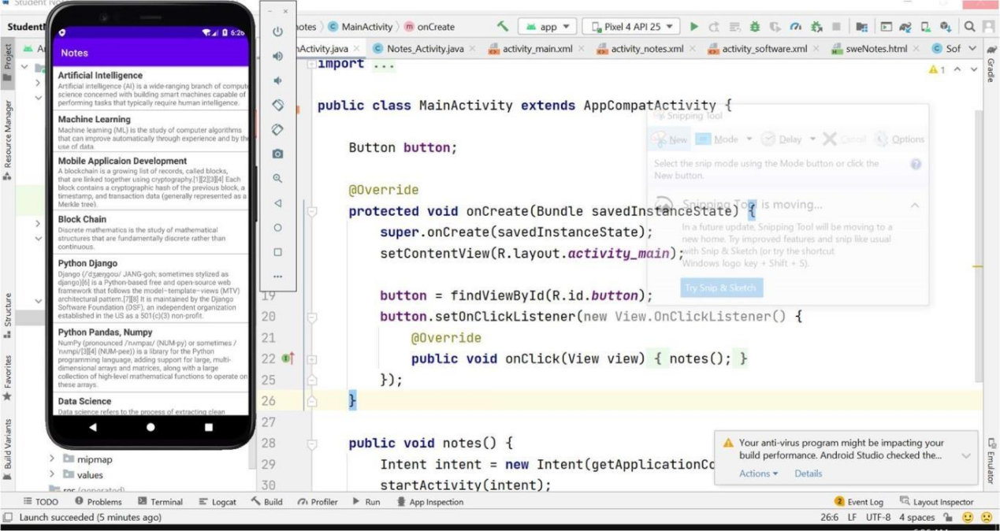 Student No
StudentN
otes
MainActivity
onCreate
app
Pixel 4 API 25
nActivity.java
Notes_Activity.java
activity_main.xml
activity_notes.xml
activity_software.xml
sweNotes.html
Sof
Project
Resource Manager
Structure
Favorites
Build Variants
Gradle
Emulator
6:26
Notes
Artificial Intelligence
Artificial intelligence (AI) is a wide-ranging branch of compute
science concerned with building smart machines capable of
performing tasks that typically require human intelligence.
Machine Learning
Machine learning (ML) is the study of computer algorithms
that can improve automatically through experience and by the
use of data.
Mobile Applicaion Development
A blockchain is a growing list of records, called blocks,
that are linked together using cryptography.[1][2][3][4] Each
block contains a cryptographic hash of the previous block, a
timestamp, and transaction data (generally represented as a
Merkle tree).
Block Chain
Discrete mathematics is the study of mathematical
structures that are fundamentally discrete rather than
continuous.
Python Django
Django (/ˈdʒæŋɡoʊ/ JANG-goh; sometimes stylized as
django)[6] is a Python-based free and open-source web
framework that follows the model–template–views (MTV)
architectural pattern.[7][8] It is maintained by the Django
Software Foundation (DSF), an independent organization
established in the US as a 501(c)(3) non-profit.
Python Pandas, Numpy
NumPy (pronounced /ˈnʌmpaɪ/ (NUM-py) or sometimes /
ˈnʌmpi/[3][4] (NUM-pee)) is a library for the Python
programming language, adding support for large, multi-
dimensional arrays and matrices, along with a large
collection of high-level mathematical functions to operate on
these arrays.
Data Science
Data science refers to the process of extracting clean
mipmap
values
res (generated)
import ...
1
public class MainActivity extends AppCompatActivity {
Button button;
@Override
protected void onCreate(Bundle savedInstanceState) {
super.onCreate(savedInstanceState);
setContentView(R.layout.activity_main);
19 button = findViewById(R.id.button);
20 button.setOnClickListener(new View.OnClickListener() {
21 @Override
22 public void onClick(View view) { notes(); }
25 });
26 }
27
28 public void notes() {
29 Intent intent = new Intent(getApplicationCo
30 startActivity(intent);
Snipping Tool
New Mode Delay Cancel Options
Select the snip mode using the Mode button or click the
New button.
Snipping Tool is moving...
In a future update, Snipping Tool will be moving to a
new home. Try improved features and snip like usual
with Snip & Sketch (or try the shortcut
Windows logo key + Shift + S).
Try Snip & Sketch
Your anti-virus program might be impacting your
build performance. Android Studio checked the...
Actions Details
TODO Problems Terminal Logcat Build Profiler Run App Inspection
2 Event Log Layout Inspector
Launch succeeded (5 minutes ago)
26:6 LF UTF-8 4 spaces